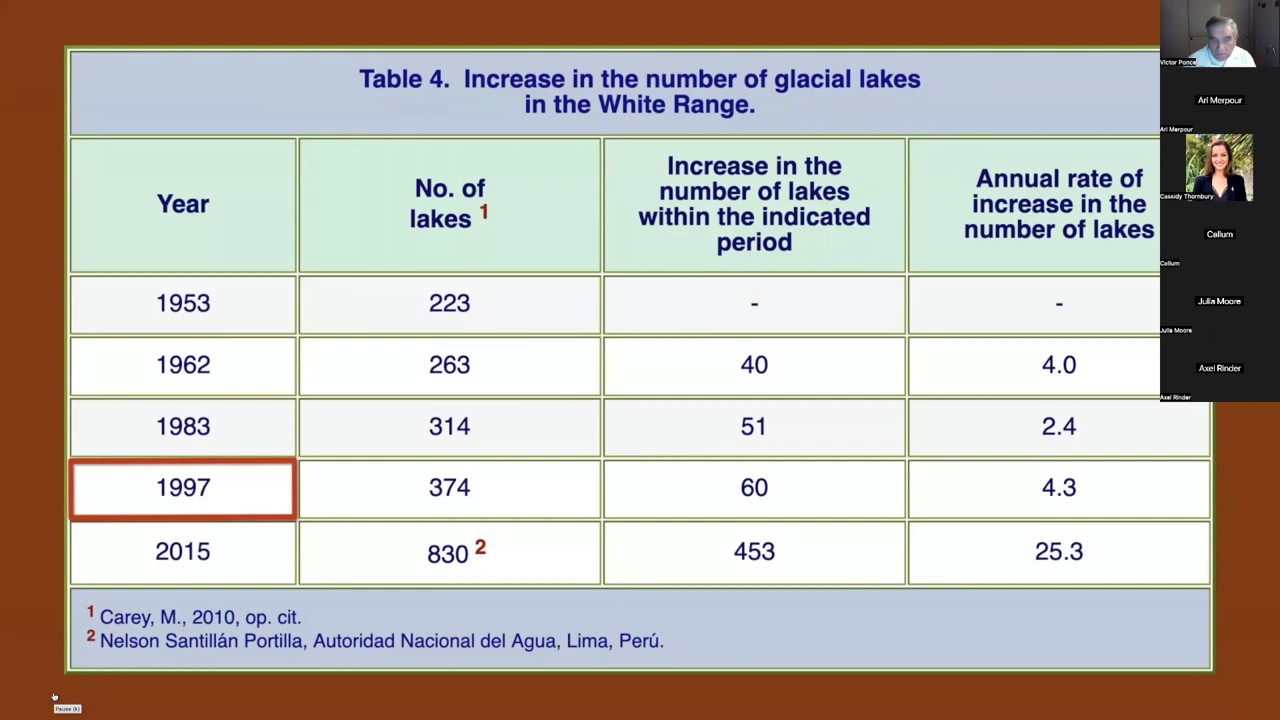 Table 4. Increase in the number of glacial lakes
in the White Range.
Year
No. of
lakes 1
Increase in the
number of lakes
within the indicated
period
Annual rate of
increase in the
number of lakes
1953 223 - -
1962 263 40 4.0
1983 314 51 2.4
1997 374 60 4.3
2015 830 2 453 25.3
1 Carey, M., 2010, op. cit.
2 Nelson Santillán Portilla, Autoridad Nacional del Agua, Lima, Perú.
Victor Ponce
Ari Merpour
Ari Merpour
Cassidy Thornbury
Callum
Callum
Julia Moore
Julia Moore
Axel Rinder
Axel Rinder
Pause (k)